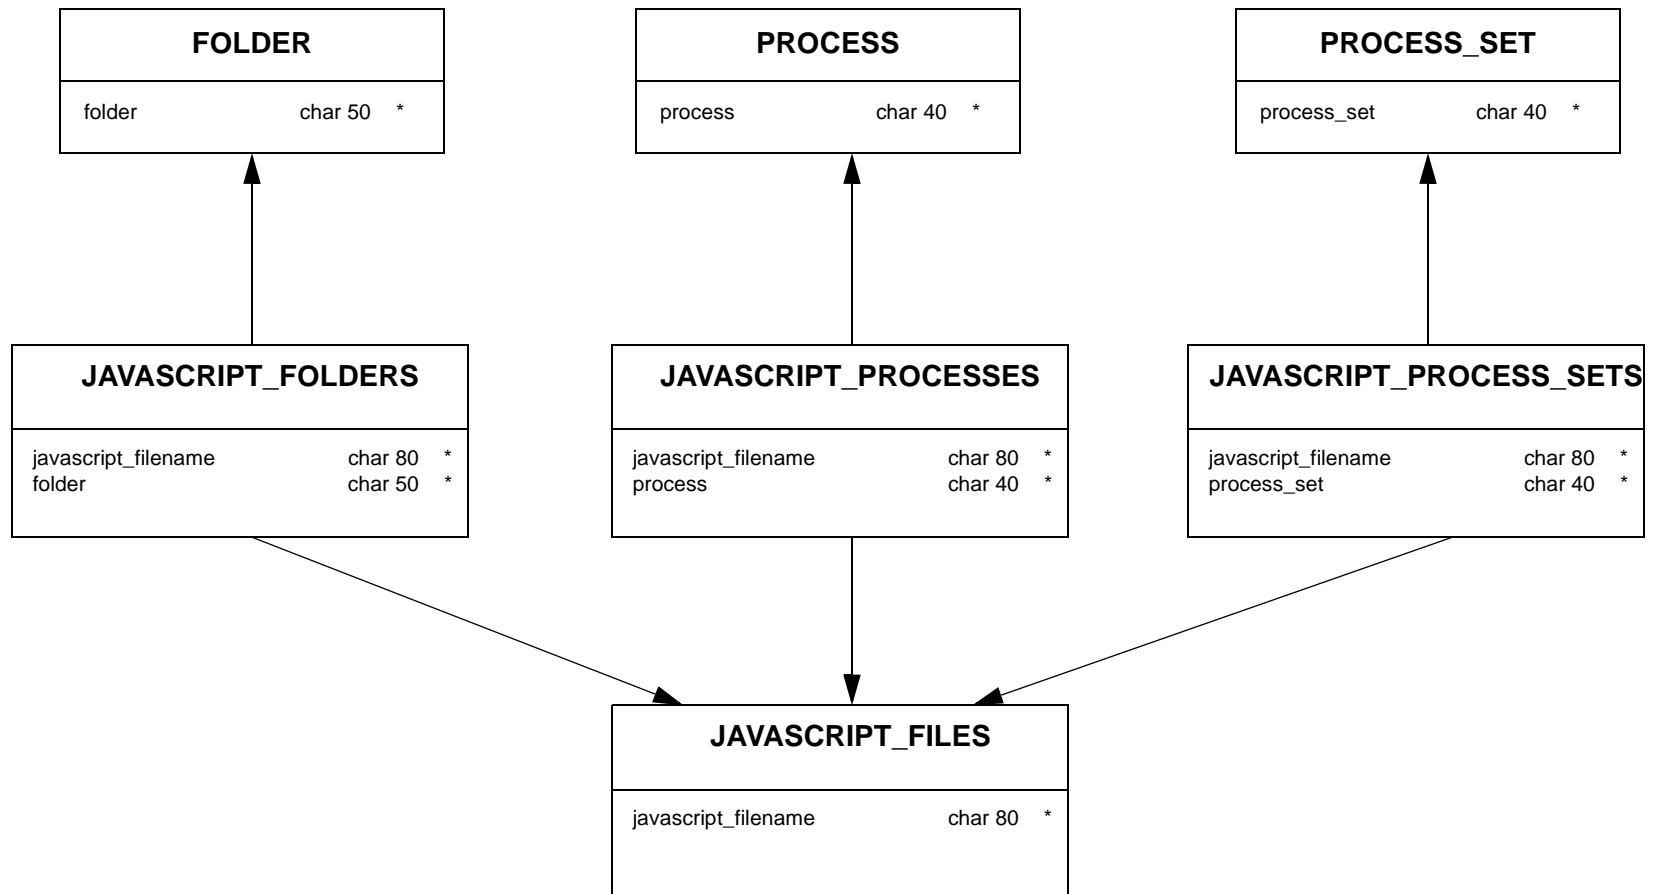 FOLDER
folder char 50 *
PROCESS
process char 40 *
PROCESS_SET
process_set char 40 *
JAVASCRIPT_FOLDERS
javascript_filename char 80 *
folder char 50 *
JAVASCRIPT_PROCESSES
javascript_filename char 80 *
process char 40 *
JAVASCRIPT_PROCESS_SETS
javascript_filename char 80 *
process_set char 40 *
JAVASCRIPT_FILES
javascript_filename char 80 *